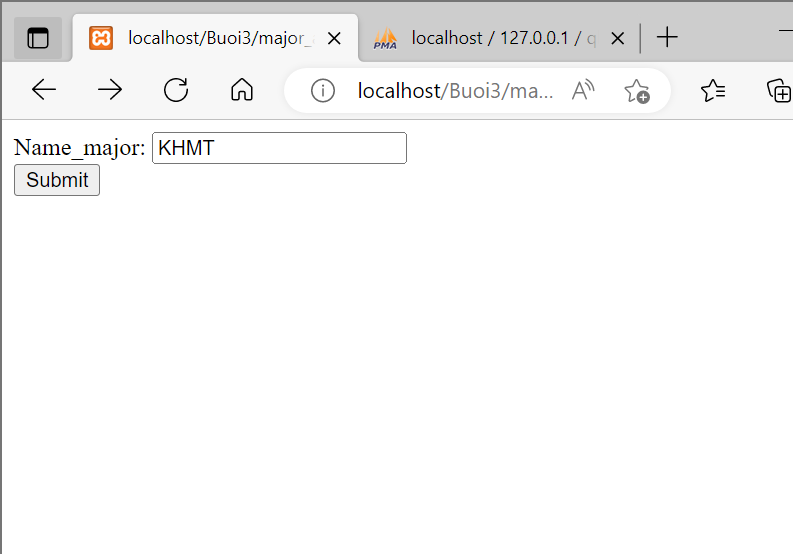 localhost/Buoi3/major_
localhost / 127.0.0.1 / q
localhost/Buoi3/ma...
Name_major: KHMT
Submit